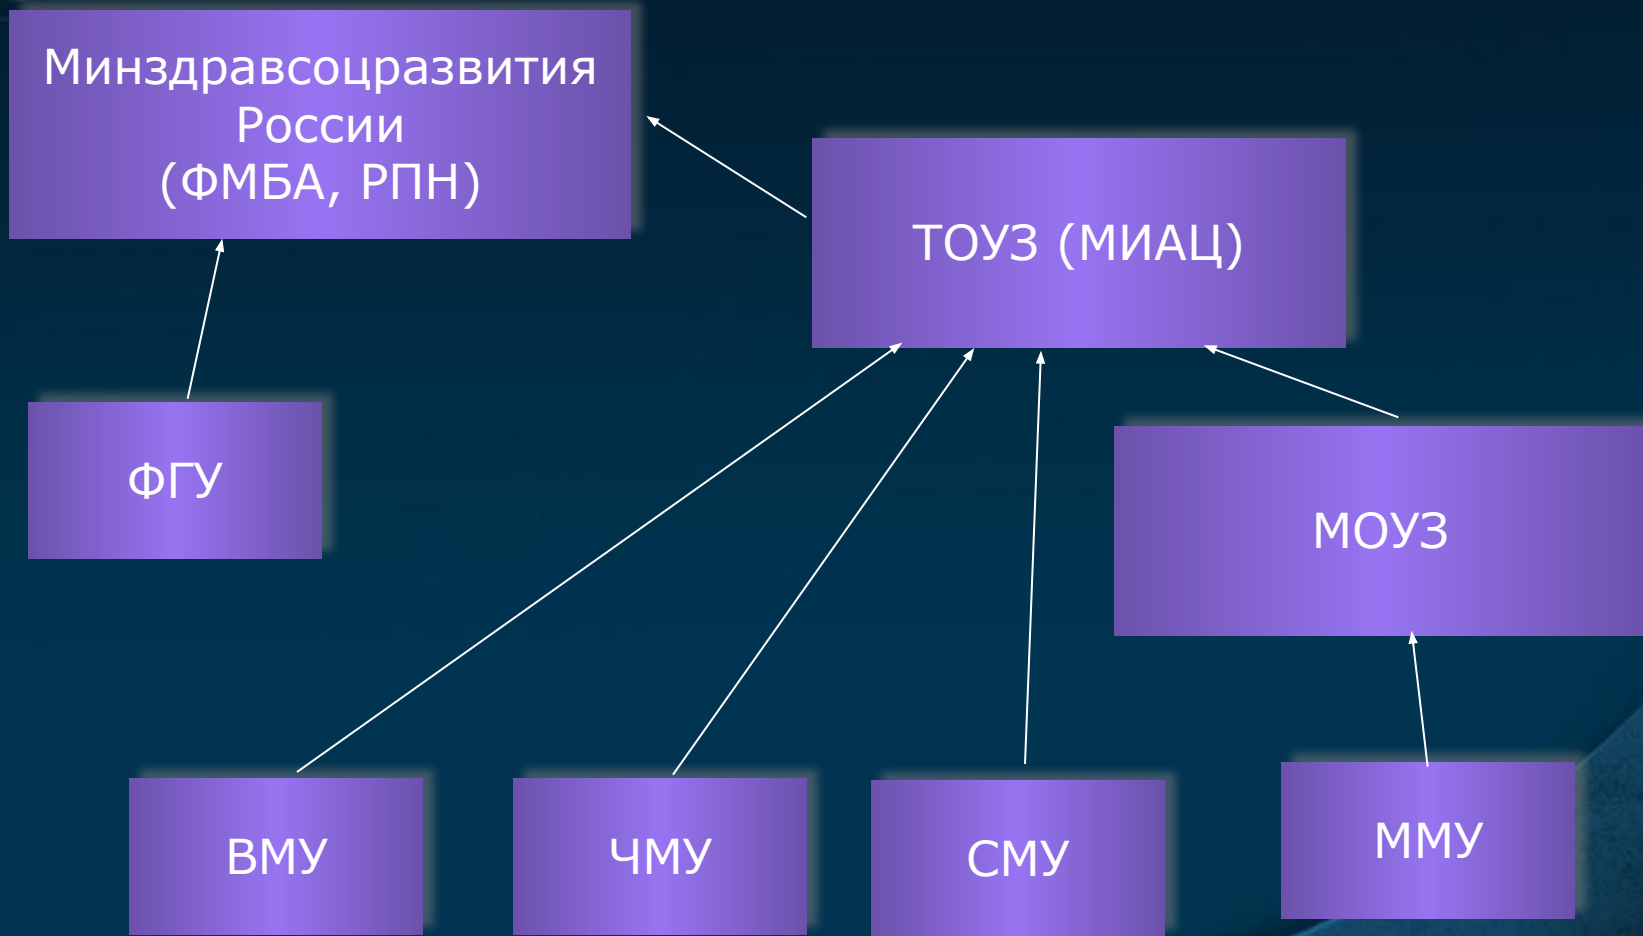 Минздравсоцразвития
России
(ФМБА, РПН)
ТОУЗ (МИАЦ)
ФГУ
МОУЗ
ВМУ
ЧМУ
СМУ
ММУ